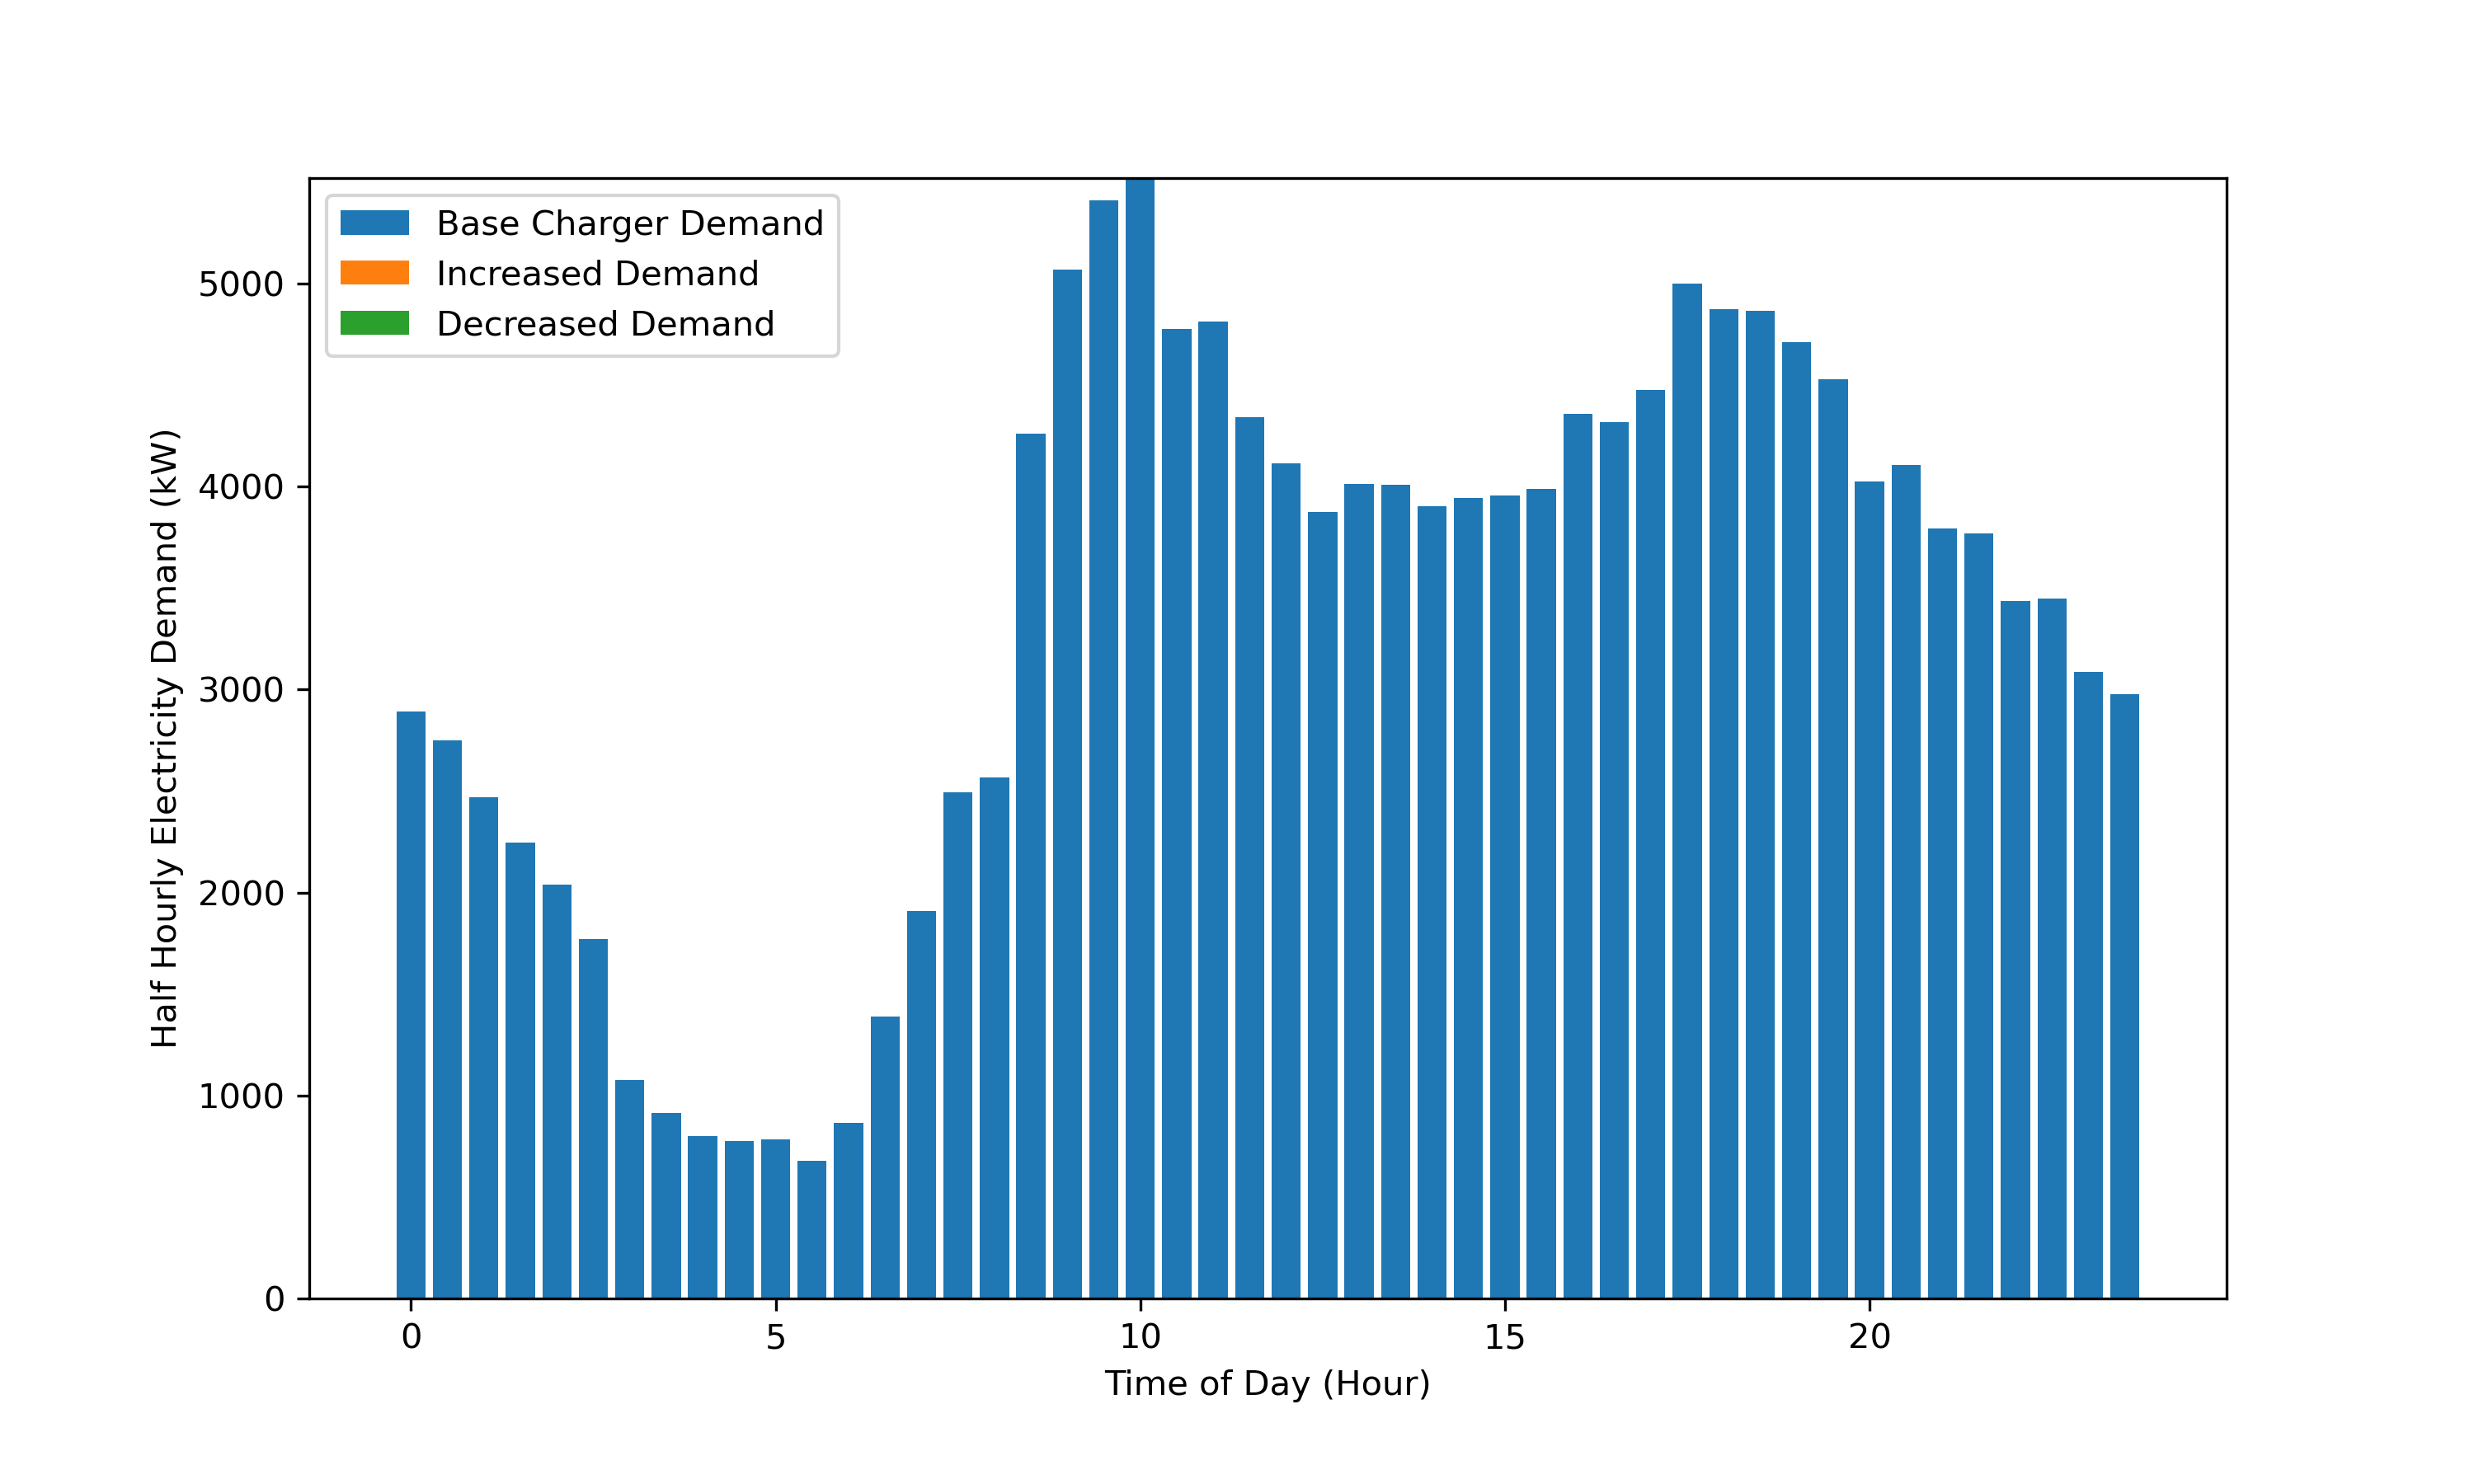 Base Charger Demand
Increased Demand
Decreased Demand
Half Hourly Electricity Demand (kW)
5000
4000
3000
2000
1000
0
0 5 10 15 20
Time of Day (Hour)